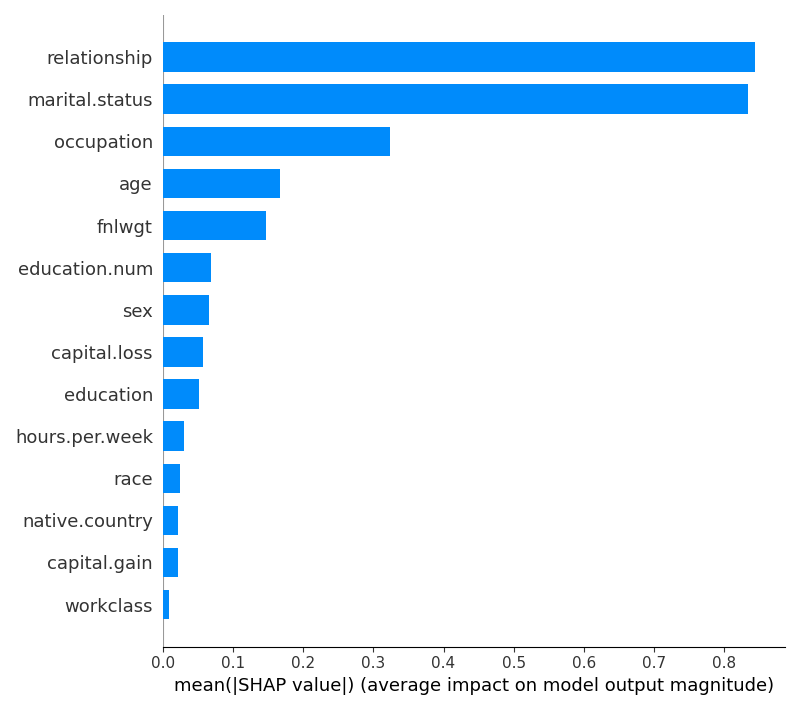 relationship
marital.status
occupation
age
fnlwgt
education.num
sex
capital.loss
education
hours.per.week
race
native.country
capital.gain
workclass
0.0 0.1 0.2 0.3 0.4 0.5 0.6 0.7 0.8
mean(|SHAP value|) (average impact on model output magnitude)